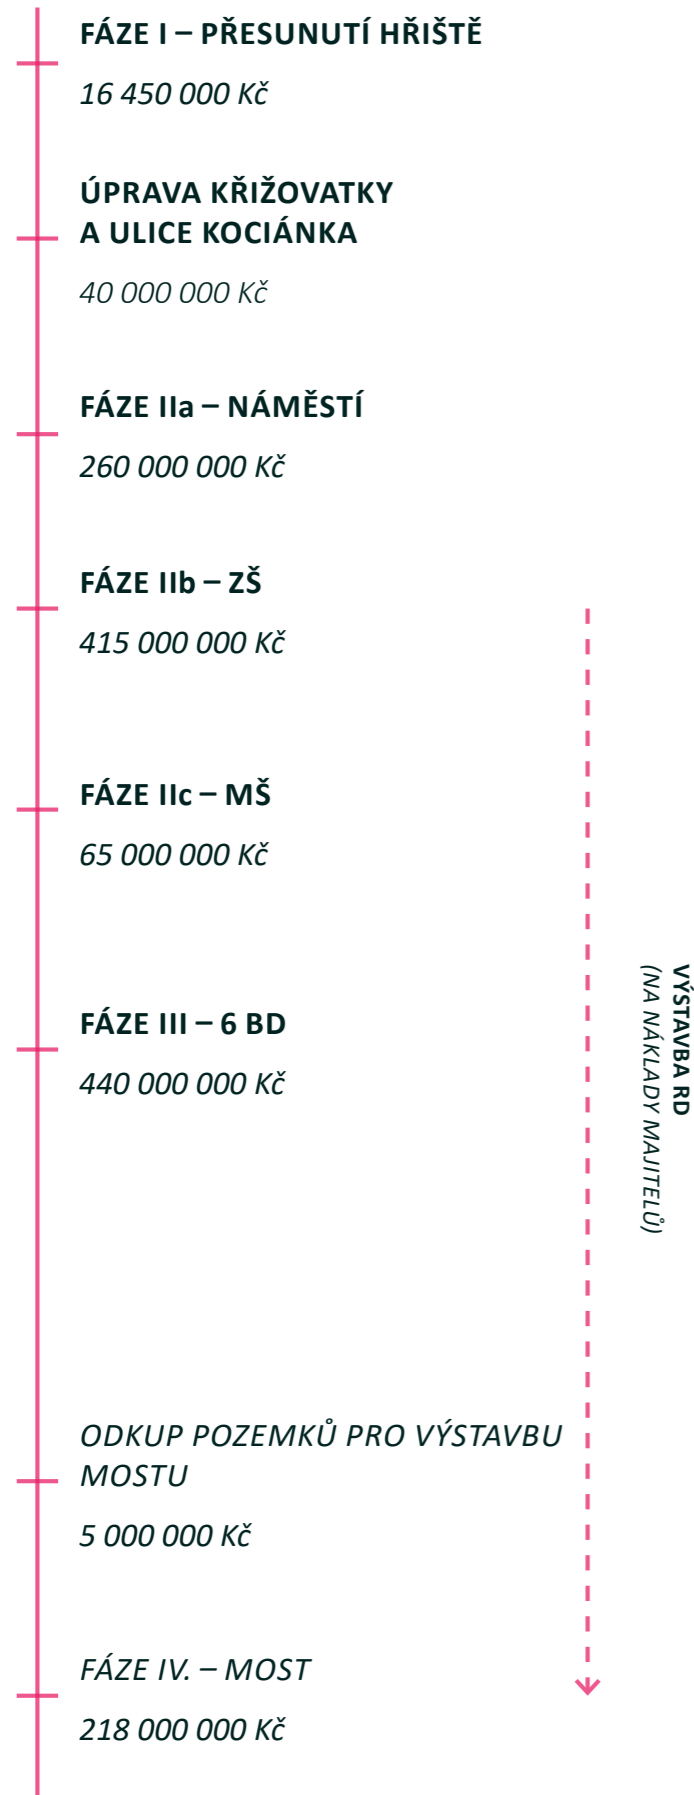 FÁZE I – PŘESUNUTÍ HŘIŠTĚ
16 450 000 Kč
ÚPRAVA KŘIŽOVATKY
A ULICE KOCIÁNKA
40 000 000 Kč
FÁZE IIa – NÁMĚSTÍ
260 000 000 Kč
FÁZE IIb – ZŠ
415 000 000 Kč
FÁZE IIc – MŠ
65 000 000 Kč
FÁZE III – 6 BD
440 000 000 Kč
ODKUP POZEMKŮ PRO VÝSTAVBU
MOSTU
5 000 000 Kč
FÁZE IV. – MOST
218 000 000 Kč
VÝSTAVBA RD
(NA NÁKLADY MAJITELŮ)